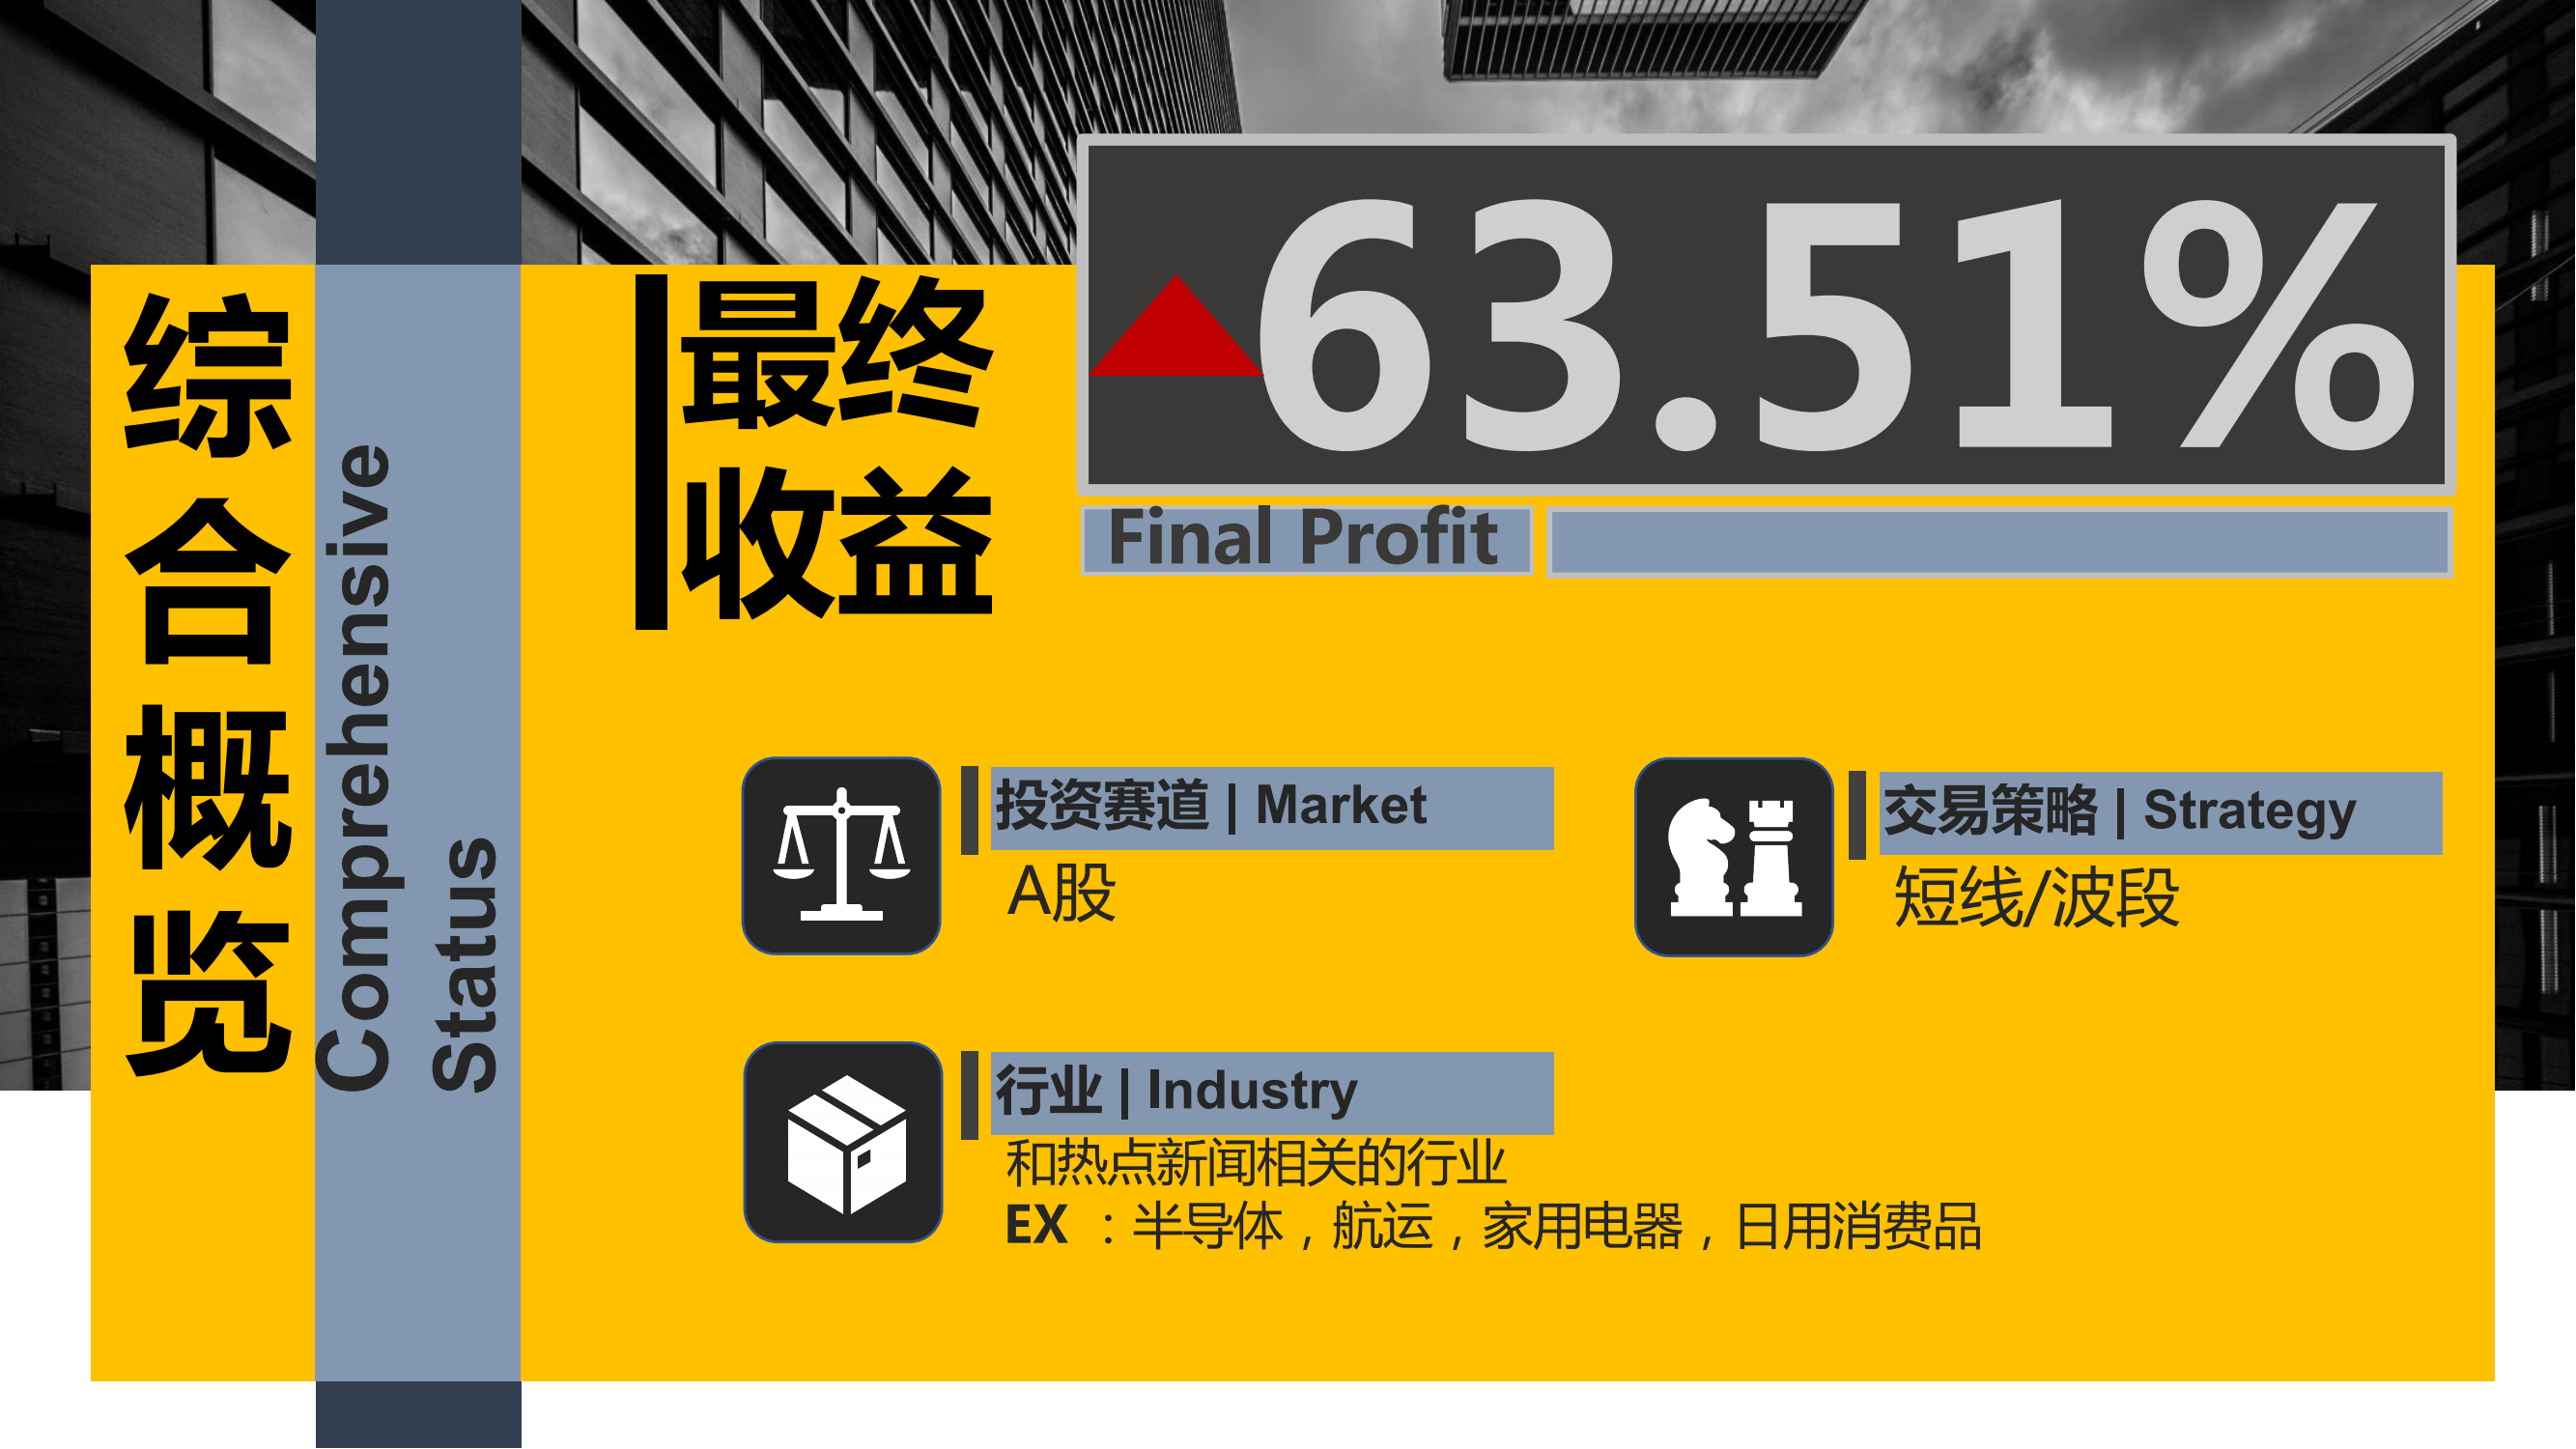 综合概览
Comprehensive
Status
最终
收益
63.51%
Final Profit
投资赛道 | Market
A股
交易策略 | Strategy
短线/波段
行业 | Industry
和热点新闻相关的行业
EX ：半导体，航运，家用电器，日用消费品